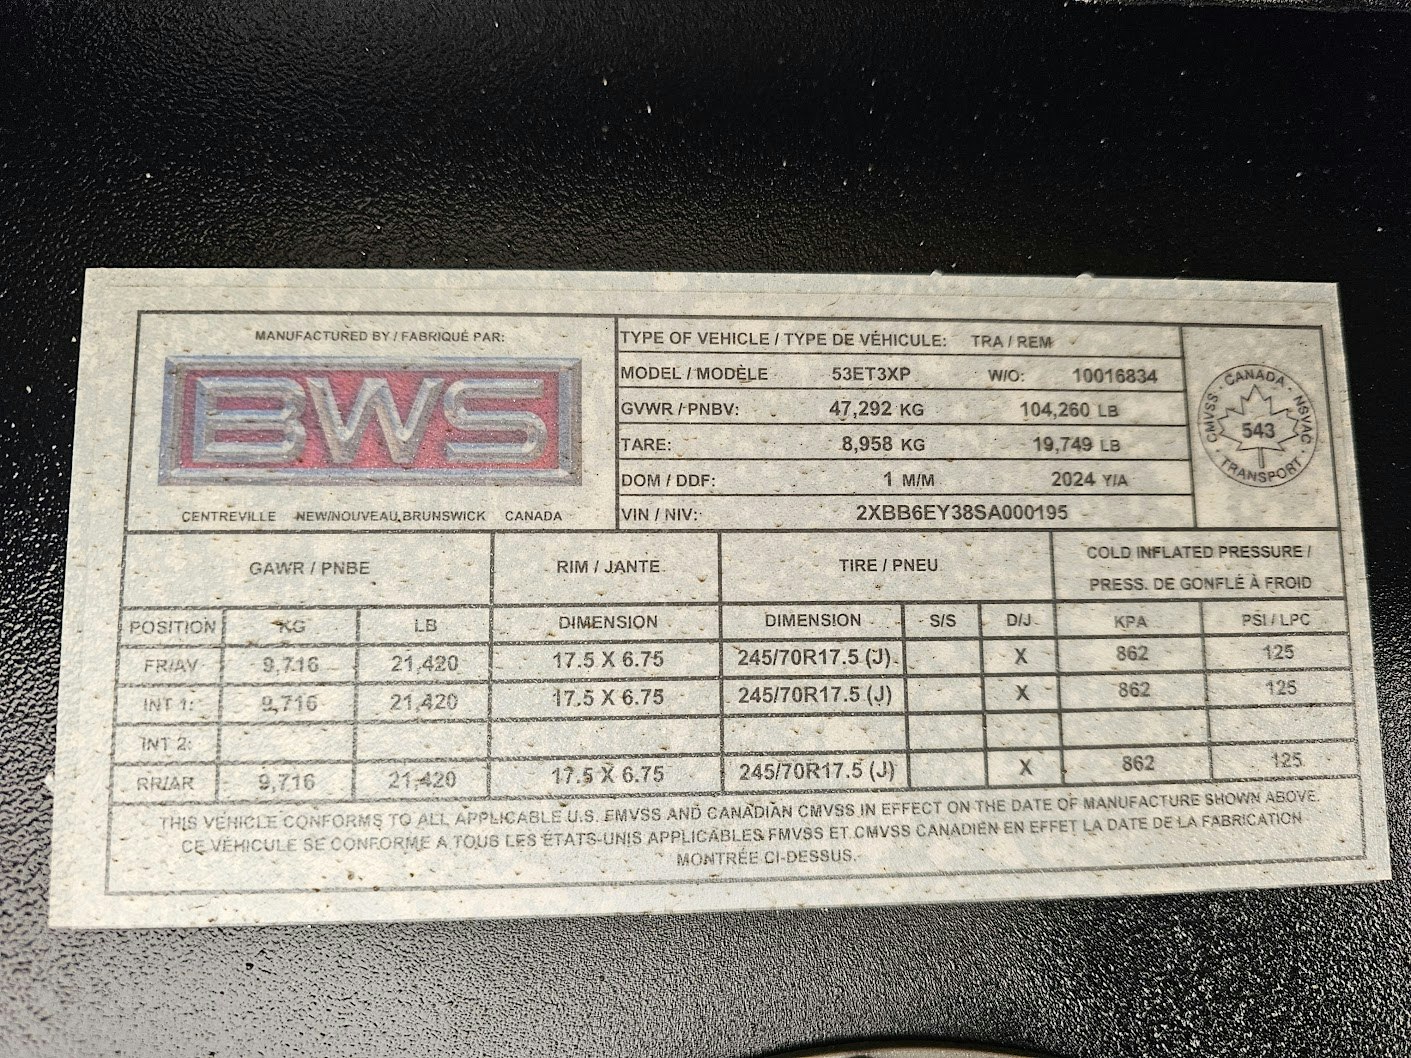 MANUFACTURED BY / FABRIQUÉ PAR:
BWS
CENTREVILLE NEW/NOUVEAU BRUNSWICK CANADA
TYPE OF VEHICLE / TYPE DE VÉHICULE: TRA / REM
MODEL / MODÈLE 53ET3XP W/O: 10016834
GVWR / PNBV: 47,292 KG 104,260 LB
TARE: 8,958 KG 19,749 LB
DOM / DDF: 1 M/M 2024 Y/A
VIN / NIV: 2XBB6EY38SA000195
CMVSS · CANADA · NSVAC
543
· TRANSPORT ·
GAWR / PNBE RIM / JANTE TIRE / PNEU COLD INFLATED PRESSURE /
PRESS. DE GONFLÉ À FROID
POSITION KG LB DIMENSION DIMENSION S/S D/J KPA PSI / LPC
FR/AV 9,716 21,420 17.5 X 6.75 245/70R17.5 (J) X 862 125
INT 1: 9,716 21,420 17.5 X 6.75 245/70R17.5 (J) X 862 125
INT 2:
RR/AR 9,716 21,420 17.5 X 6.75 245/70R17.5 (J) X 862 125
THIS VEHICLE CONFORMS TO ALL APPLICABLE U.S. FMVSS AND CANADIAN CMVSS IN EFFECT ON THE DATE OF MANUFACTURE SHOWN ABOVE.
CE VÉHICULE SE CONFORME A TOUS LES ÉTATS-UNIS APPLICABLES FMVSS ET CMVSS CANADIEN EN EFFET LA DATE DE LA FABRICATION
MONTRÉE CI-DESSUS.